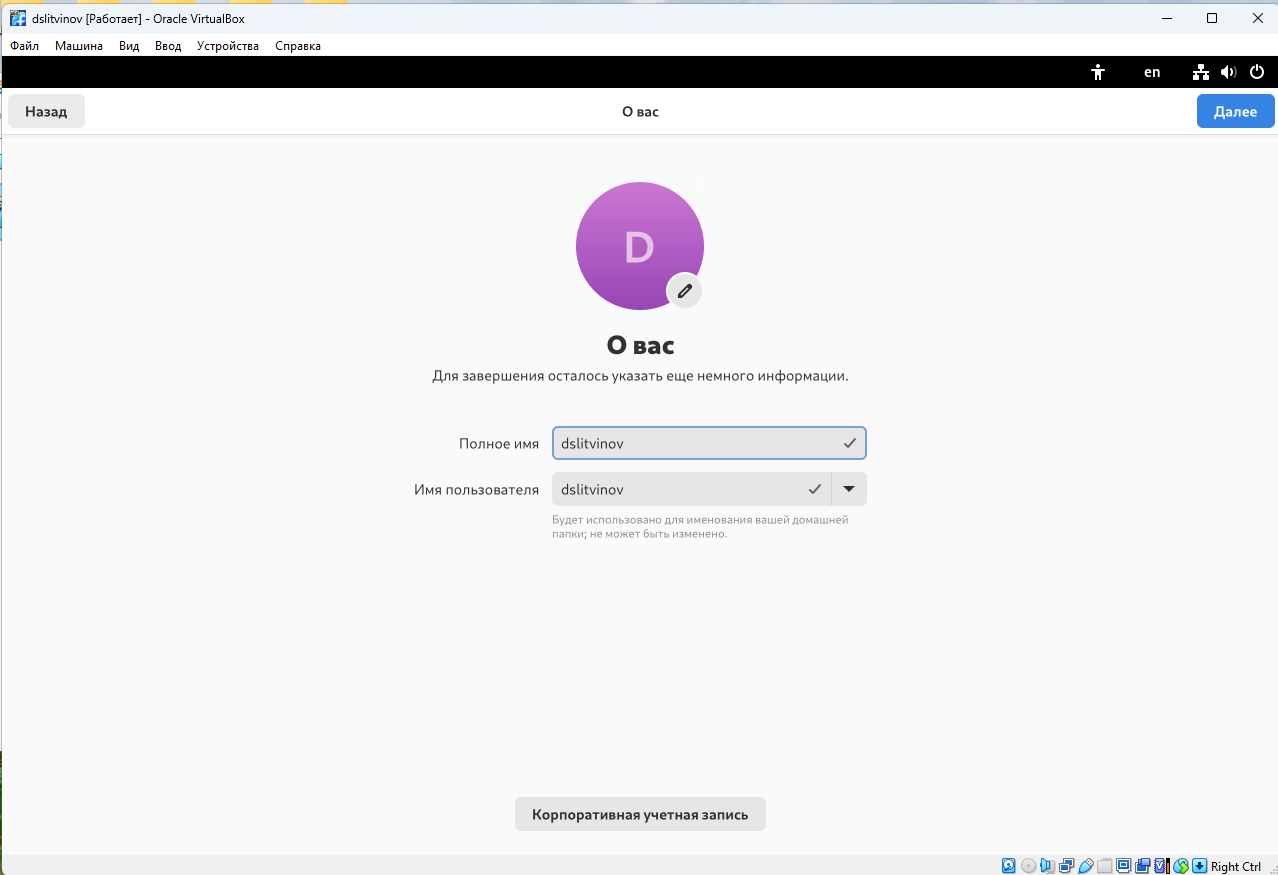 dslitvinov [Работает] - Oracle VirtualBox
Файл Машина Вид Ввод Устройства Справка
en
Назад О вас Далее
D
О вас
Для завершения осталось указать еще немного информации.
Полное имя dslitvinov
Имя пользователя dslitvinov
Будет использовано для именования вашей домашней
папки; не может быть изменено.
Корпоративная учетная запись
Right Ctrl